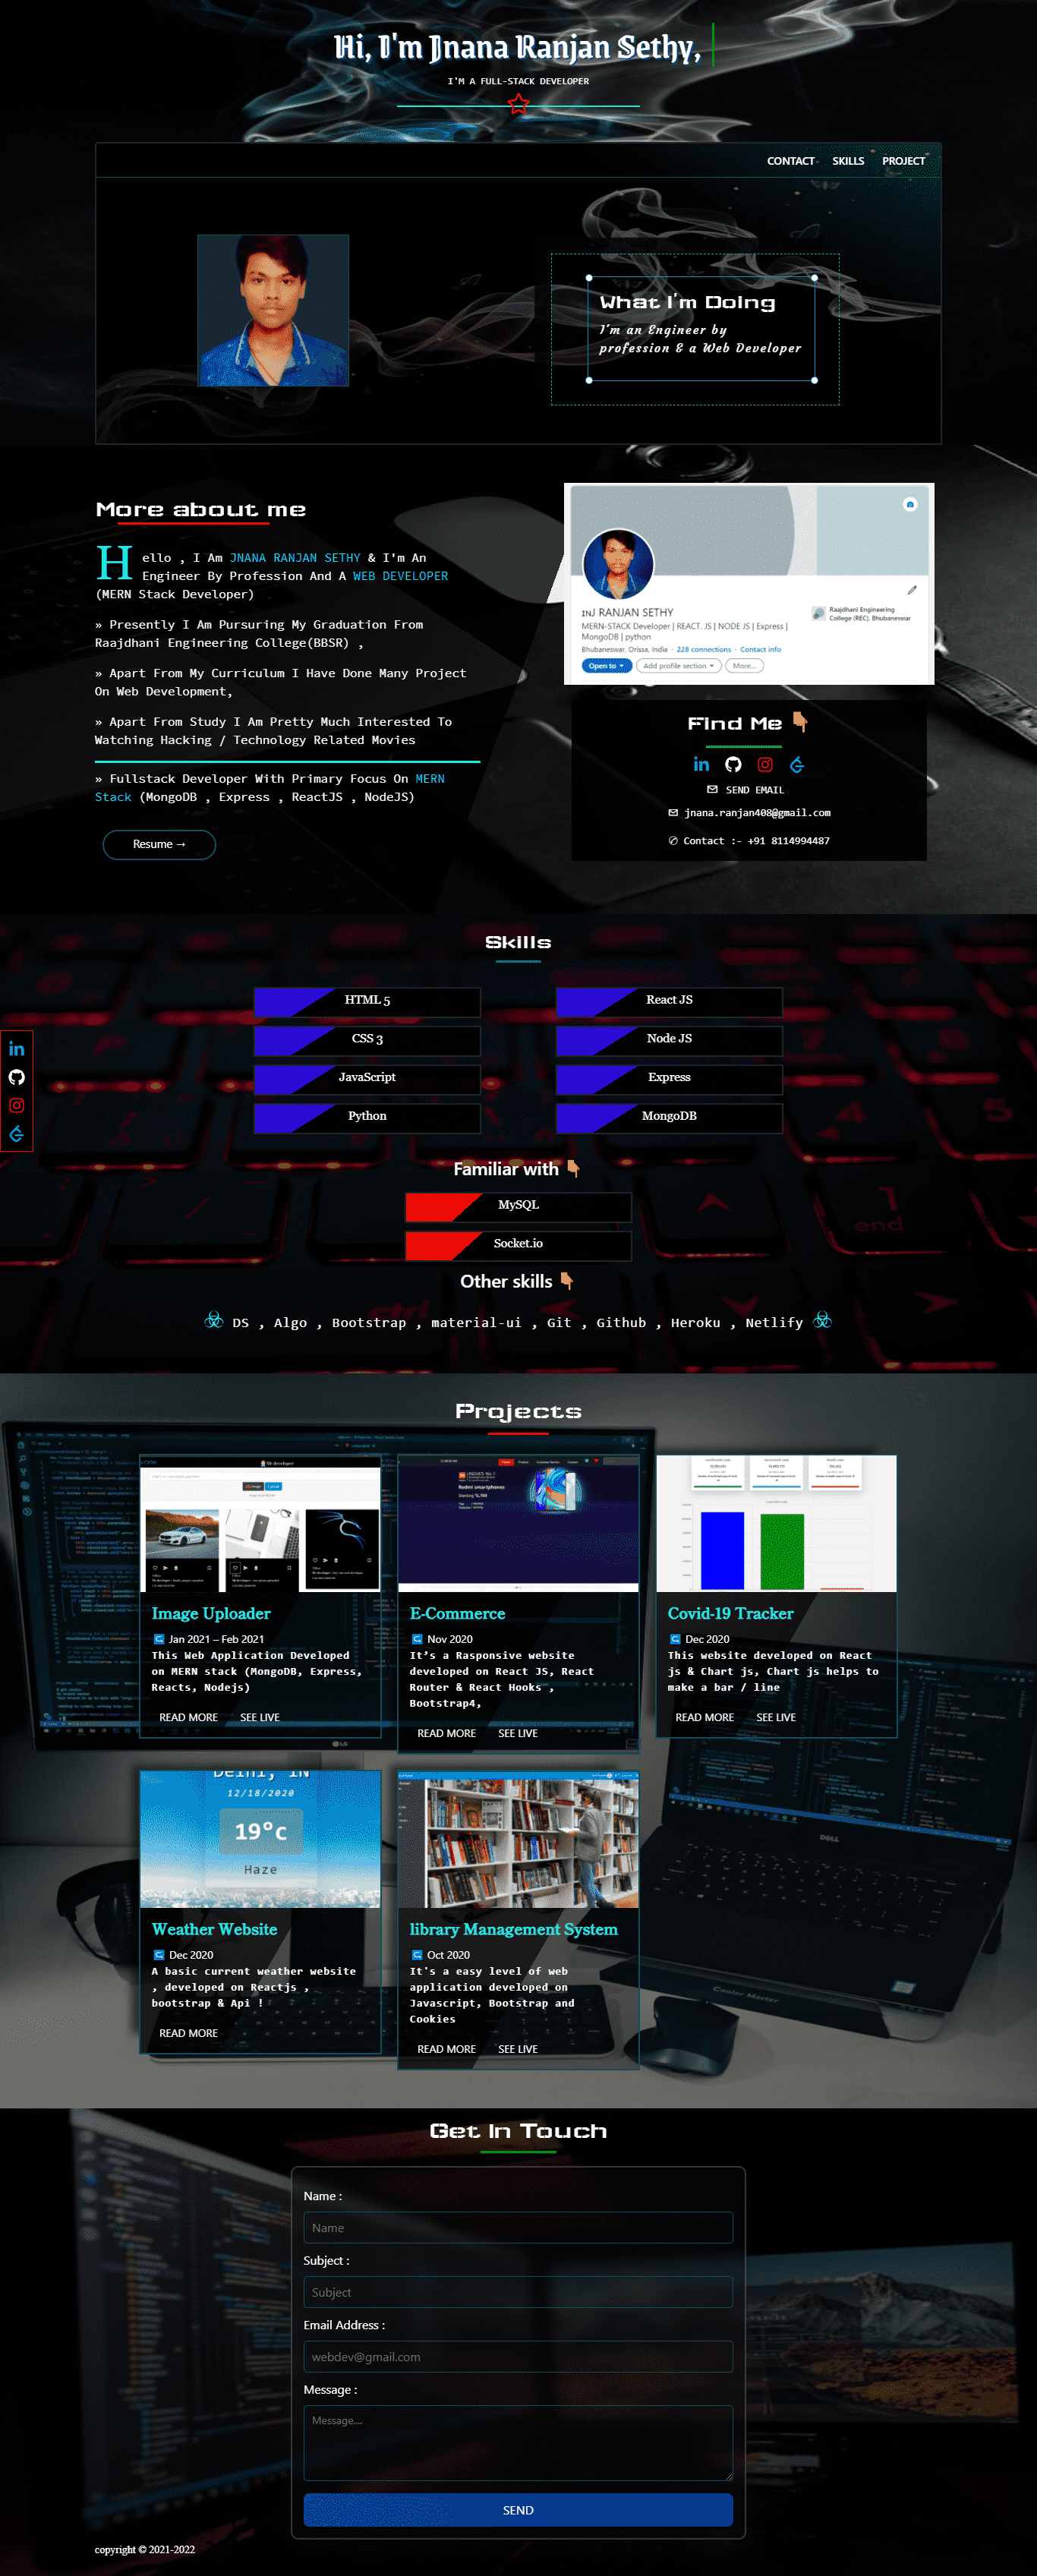 Hi, I'm Jnana Ranjan Sethy,
I'M A FULL-STACK DEVELOPER
CONTACT SKILLS PROJECT
What I'm Doing
I'm an Engineer by
profession & a Web Developer
More about me
Hello , I Am JNANA RANJAN SETHY & I'm An
Engineer By Profession And A WEB DEVELOPER
(MERN Stack Developer)
» Presently I Am Pursuring My Graduation From
Raajdhani Engineering College(BBSR) ,
» Apart From My Curriculum I Have Done Many Project
On Web Development,
» Apart From Study I Am Pretty Much Interested To
Watching Hacking / Technology Related Movies
» Fullstack Developer With Primary Focus On MERN
Stack (MongoDB , Express , ReactJS , NodeJS)
Resume →
INJ RANJAN SETHY
MERN-STACK Developer | REACT. JS | NODE JS | Express |
MongoDB | python
Bhubaneswar, Orissa, India · 228 connections · Contact info
Open to Add profile section More...
Raajdhani Engineering
College (REC), Bhubaneswar
Find Me
SEND EMAIL
jnana.ranjan408@gmail.com
✆ Contact :- +91 8114994487
Skills
HTML 5 React JS
CSS 3 Node JS
JavaScript Express
Python MongoDB
Familiar with
MySQL
Socket.io
Other skills
☣ DS , Algo , Bootstrap , material-ui , Git , Github , Heroku , Netlify ☣
Projects
Image Uploader
Jan 2021 – Feb 2021
This Web Application Developed
on MERN stack (MongoDB, Express,
Reacts, Nodejs)
READ MORE SEE LIVE
Redmi smartphones
E-Commerce
Nov 2020
It's a Rasponsive website
developed on React JS, React
Router & React Hooks ,
Bootstrap4,
READ MORE SEE LIVE
Covid-19 Tracker
Dec 2020
This website developed on React
js & Chart js, Chart js helps to
make a bar / line
READ MORE SEE LIVE
Delhi, IN
12/18/2020
19°c
Haze
Weather Website
Dec 2020
A basic current weather website
, developed on Reactjs ,
bootstrap & Api !
READ MORE
library Management System
Oct 2020
It's a easy level of web
application developed on
Javascript, Bootstrap and
Cookies
READ MORE SEE LIVE
DELL
Cooler Master
Get In Touch
Name :
Name
Subject :
Subject
Email Address :
webdev@gmail.com
Message :
Message....
SEND
copyright © 2021-2022